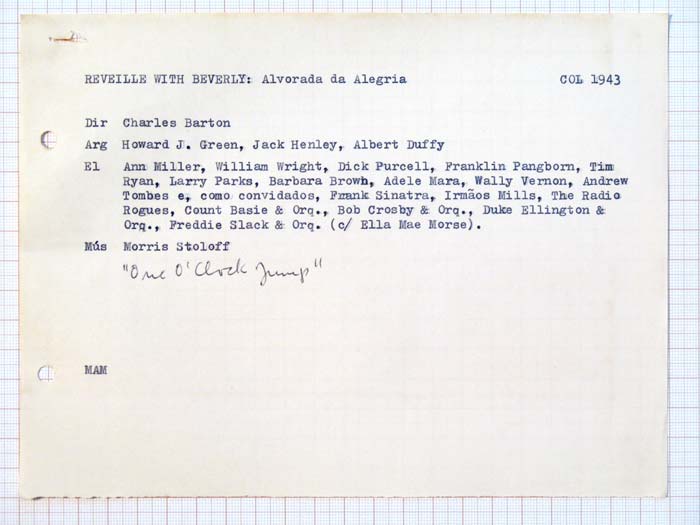 REVEILLE WITH BEVERLY: Alvorada da Alegria COL 1943
Dir Charles Barton
Arg Howard J. Green, Jack Henley, Albert Duffy
El Ann Miller, William Wright, Dick Purcell, Franklin Pangborn, Tim
Ryan, Larry Parks, Barbara Brown, Adele Mara, Wally Vernon, Andrew
Tombes e, como convidados, Frank Sinatra, Irmãos Mills, The Radio
Rogues, Count Basie & Orq., Bob Crosby & Orq., Duke Ellington &
Orq., Freddie Slack & Orq. (c/ Ella Mae Morse).
Mús Morris Stoloff
"One O'Clock Jump"
MAM